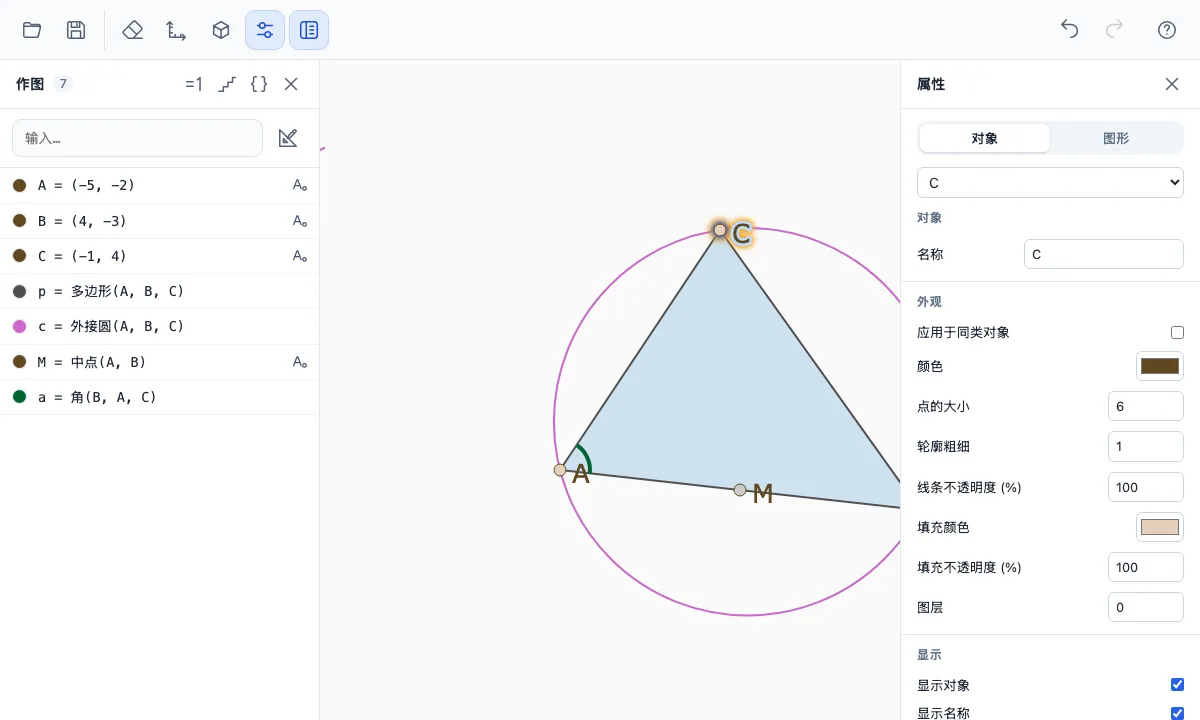 作图 7 =1 { }
输入…
A = (−5, −2) A
B = (4, −3) A
C = (−1, 4) A
p = 多边形(A, B, C)
c = 外接圆(A, B, C)
M = 中点(A, B) A
a = 角(B, A, C)
C
A
M
属性
对象 图形
C
对象
名称 C
外观
应用于同类对象
颜色
点的大小 6
轮廓粗细 1
线条不透明度 (%) 100
填充颜色
填充不透明度 (%) 100
图层 0
显示
显示对象
显示名称